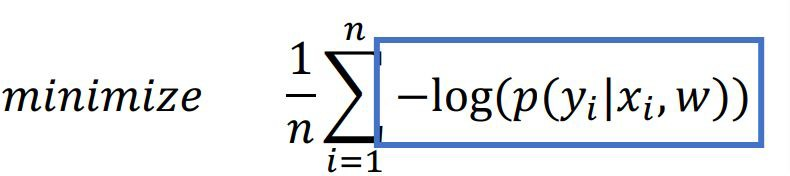 minimize 1/n ∑_{i=1}^{n} −log(p(y_i|x_i, w))